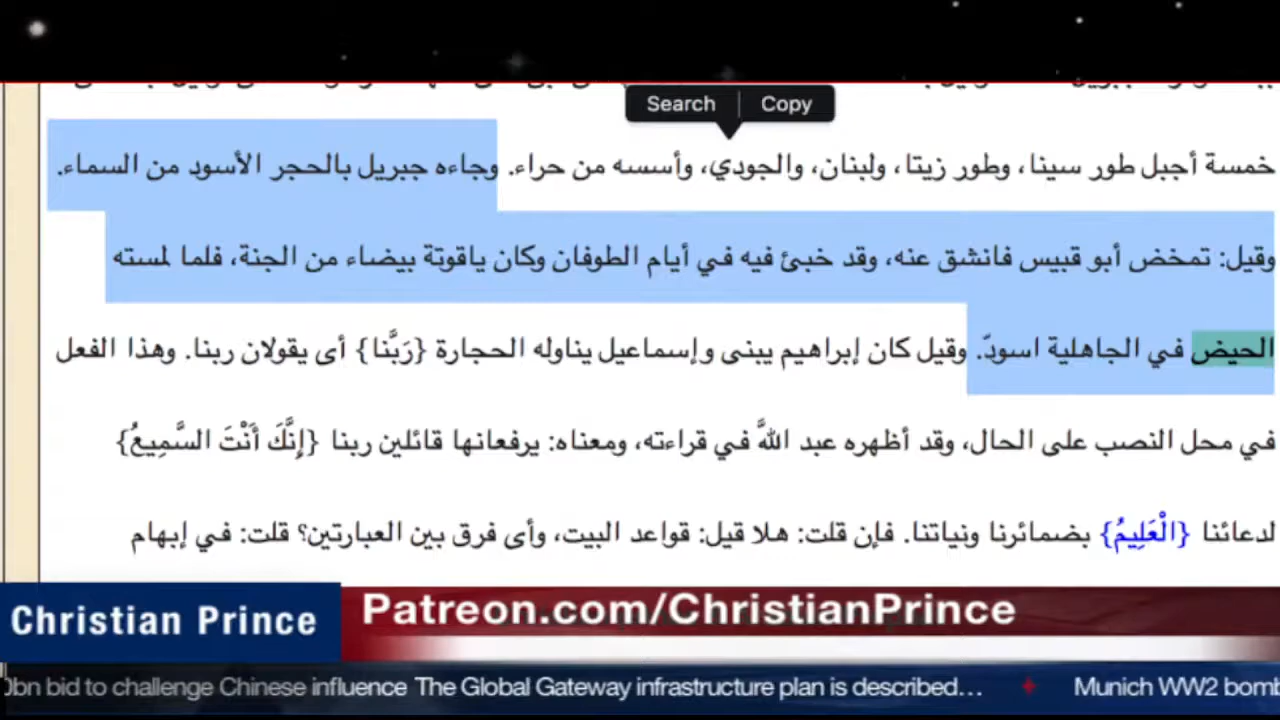 Search
Copy
خمسة أجبل طور سينا، وطور زيتا، ولبنان، والجودي، وأسسه من حراء. وجاءه جبريل بالحجر الأسود من السماء.
وقيل: تمخض أبو قبيس فانشق عنه، وقد خبئ فيه في أيام الطوفان وكان ياقوتة بيضاء من الجنة، فلما لمسته
الحيض في الجاهلية اسودّ. وقيل كان إبراهيم يبنى وإسماعيل يناوله الحجارة {رَبَّنا} أى يقولان ربنا. وهذا الفعل
في محل النصب على الحال، وقد أظهره عبد اللهَّ في قراءته، ومعناه: يرفعانها قائلين ربنا {إِنَّكَ أَنْتَ السَّمِيعُ}
لدعائنا {الْعَلِيمُ} بضمائرنا ونياتنا. فإن قلت: هلا قيل: قواعد البيت، وأى فرق بين العبارتين؟ قلت: في إبهام
Christian Prince
Patreon.com/ChristianPrince
0bn bid to challenge Chinese influence The Global Gateway infrastructure plan is described... Munich WW2 bomb